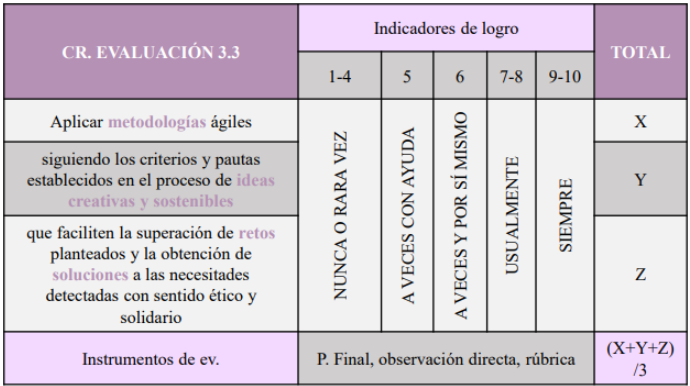 CR. EVALUACIÓN 3.3
Indicadores de logro
TOTAL
1-4
5
6
7-8
9-10
Aplicar metodologías ágiles
NUNCA O RARA VEZ
A VECES CON AYUDA
A VECES Y POR SÍ MISMO
USUALMENTE
SIEMPRE
X
siguiendo los criterios y pautas
establecidos en el proceso de ideas
creativas y sostenibles
Y
que faciliten la superación de retos
planteados y la obtención de
soluciones a las necesitades
detectadas con sentido ético y
solidario
Z
Instrumentos de ev.
P. Final, observación directa, rúbrica
(X+Y+Z)
/3